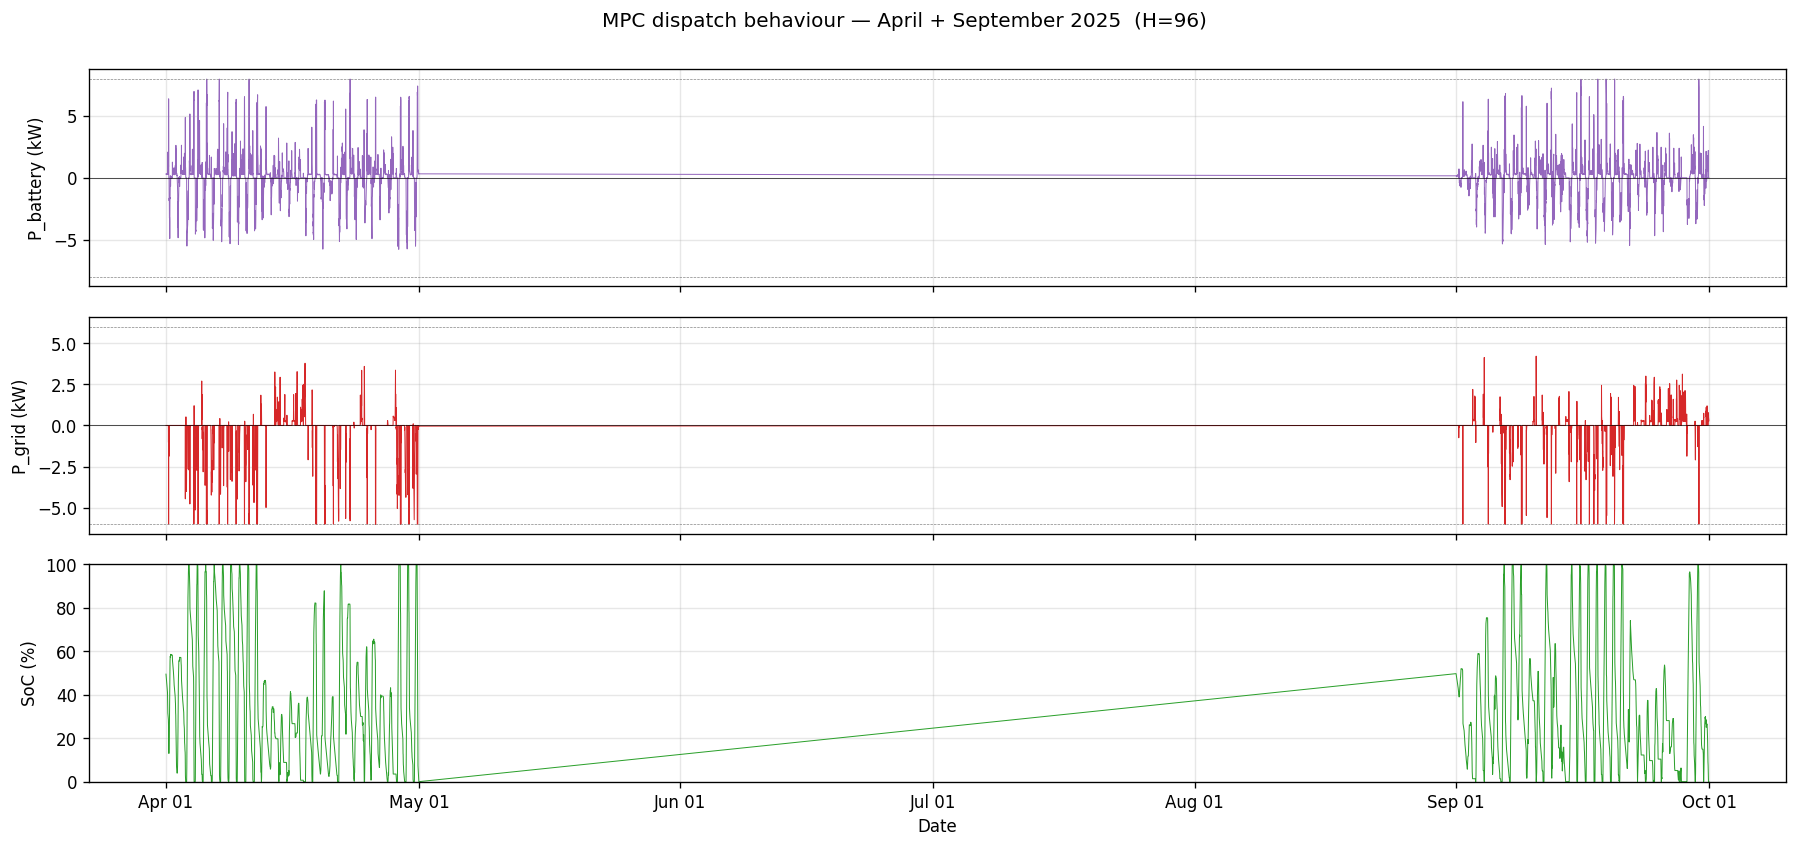 MPC dispatch behaviour — April + September 2025  (H=96)
P_battery (kW)
5
0
−5
P_grid (kW)
5.0
2.5
0.0
−2.5
−5.0
SoC (%)
100
80
60
40
20
0
Apr 01 May 01 Jun 01 Jul 01 Aug 01 Sep 01 Oct 01
Date